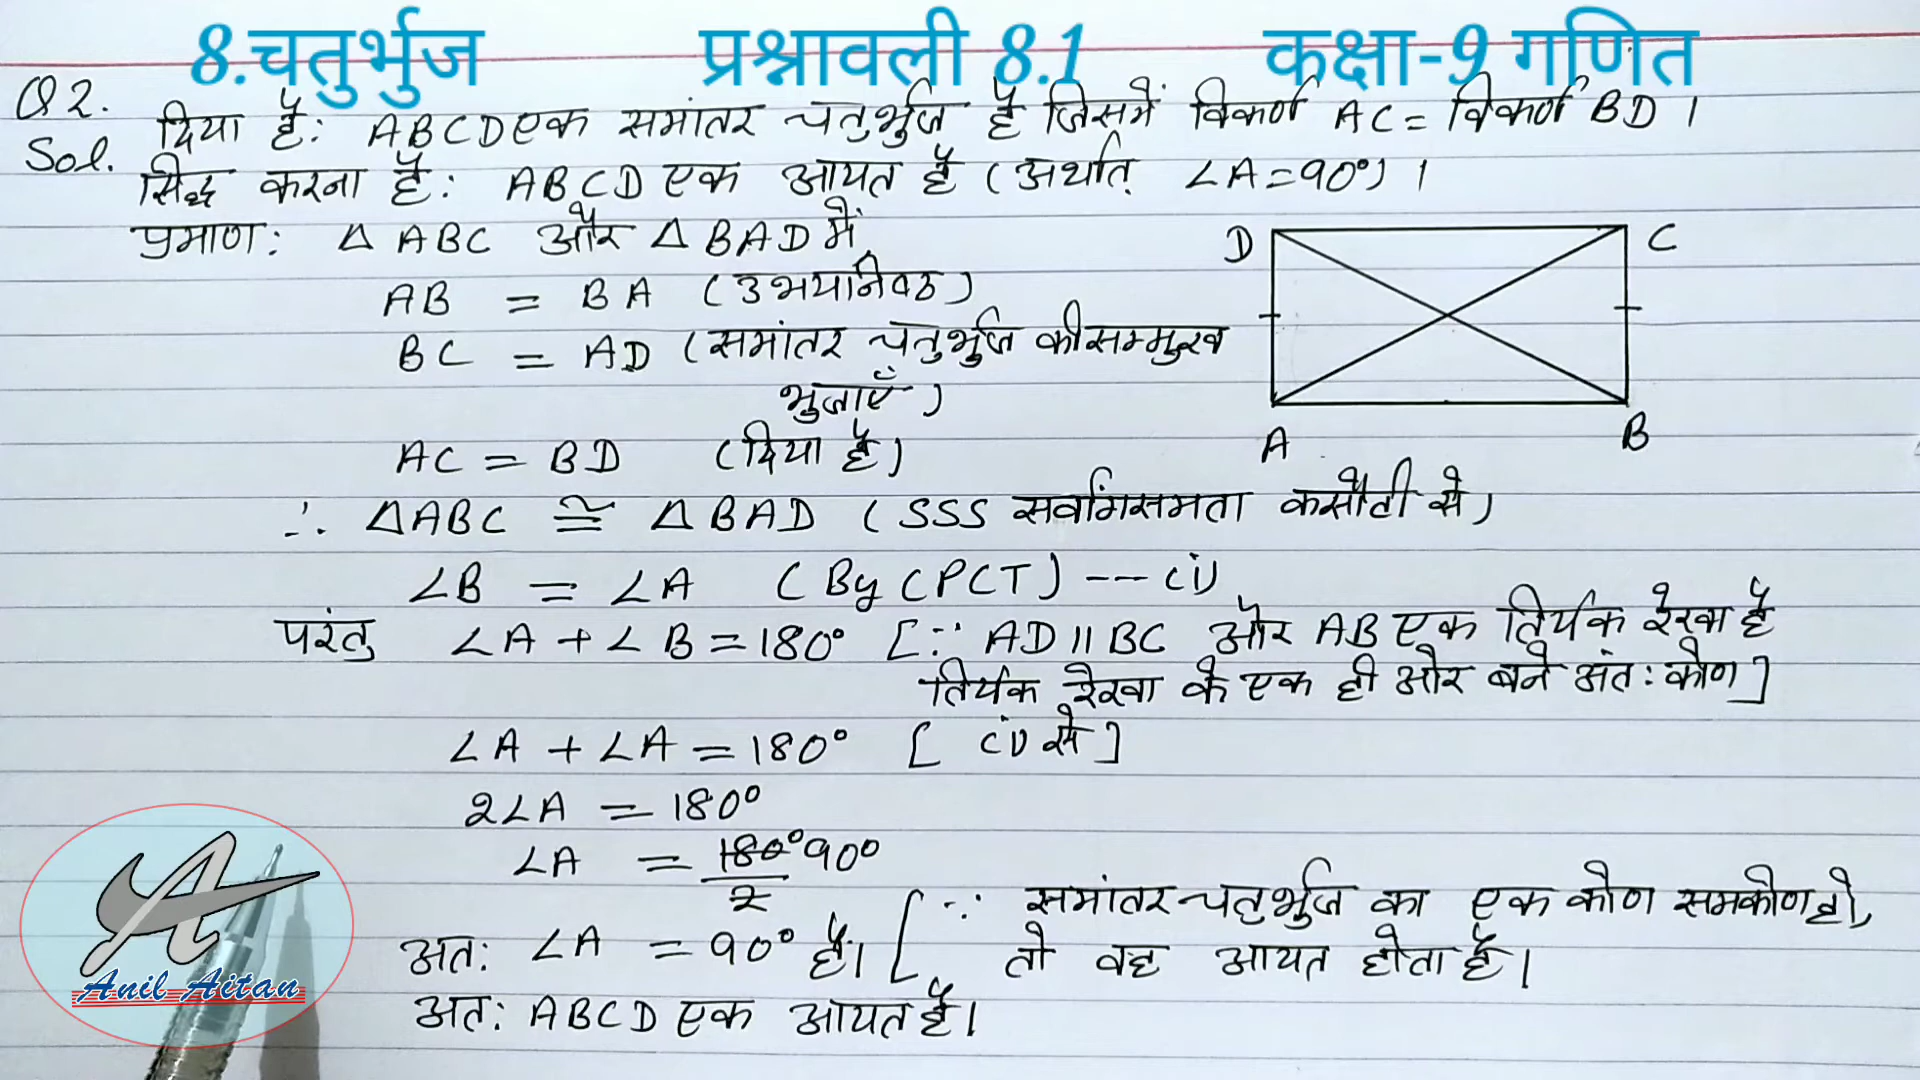 8.चतुर्भुज प्रश्नावली 8.1 कक्षा-9 गणित
Q2.
Sol. दिया है: ABCD एक समांतर चतुर्भुज है जिसमें विकर्ण AC = विकर्ण BD ।
सिद्ध करना है: ABCD एक आयत है (अर्थात् ∠A = 90°) ।
प्रमाण: △ ABC और △ BAD में,
D C
AB = BA (उभयनिष्ठ)
BC = AD (समांतर चतुर्भुज की सम्मुख
भुजाएँ)
A B
AC = BD (दिया है)
∴ △ABC ≅ △BAD (SSS सर्वांगसमता कसौटी से)
∠B = ∠A (By CPCT) --- (i)
परंतु ∠A + ∠B = 180° [∵ AD || BC और AB एक तिर्यक रेखा है
तिर्यक रेखा के एक ही ओर बने अंत: कोण]
∠A + ∠A = 180° [(i) से]
2∠A = 180°
∠A = 180°/2 90°
अत: ∠A = 90° है। [∵ समांतर चतुर्भुज का एक कोण समकोण हो,
तो वह आयत होता है।
अत: ABCD एक आयत है।
Anil Aitan